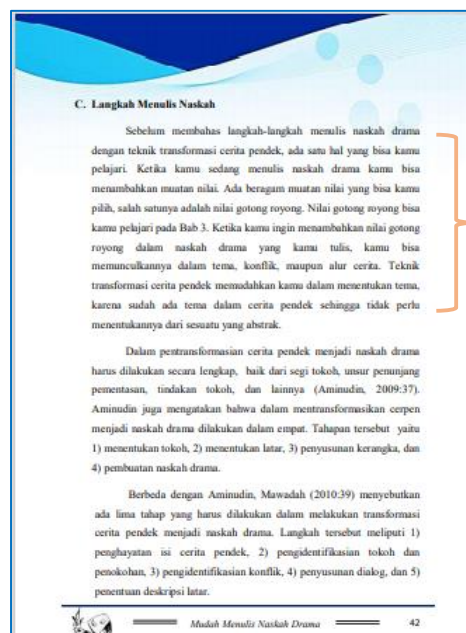 C. Langkah Menulis Naskah
Sebelum membahas langkah-langkah menulis naskah drama
dengan teknik transformasi cerita pendek, ada satu hal yang bisa kamu
pelajari. Ketika kamu sedang menulis naskah drama kamu bisa
menambahkan muatan nilai. Ada beragam muatan nilai yang bisa kamu
pilih, salah satunya adalah nilai gotong royong. Nilai gotong royong bisa
kamu pelajari pada Bab 3. Ketika kamu ingin menambahkan nilai gotong
royong dalam naskah drama yang kamu tulis, kamu bisa
memunculkannya dalam tema, konflik, maupun alur cerita. Teknik
transformasi cerita pendek memudahkan kamu dalam menentukan tema,
karena sudah ada tema dalam cerita pendek sehingga tidak perlu
menentukannya dari sesuatu yang abstrak.
Dalam pentransformasian cerita pendek menjadi naskah drama
harus dilakukan secara lengkap, baik dari segi tokoh, unsur penunjang
pementasan, tindakan tokoh, dan lainnya (Aminudin, 2009:37).
Aminudin juga mengatakan bahwa dalam mentransformasikan cerpen
menjadi naskah drama dilakukan dalam empat. Tahapan tersebut yaitu
1) menentukan tokoh, 2) menentukan latar, 3) penyusunan kerangka, dan
4) pembuatan naskah drama.
Berbeda dengan Aminudin, Mawadah (2010:39) menyebutkan
ada lima tahap yang harus dilakukan dalam melakukan transformasi
cerita pendek menjadi naskah drama. Langkah tersebut meliputi 1)
penghayatan isi cerita pendek, 2) pengidentifikasian tokoh dan
penokohan, 3) pengidentifikasian konflik, 4) penyusunan dialog, dan 5)
penentuan deskripsi latar.
Mudah Menulis Naskah Drama 42